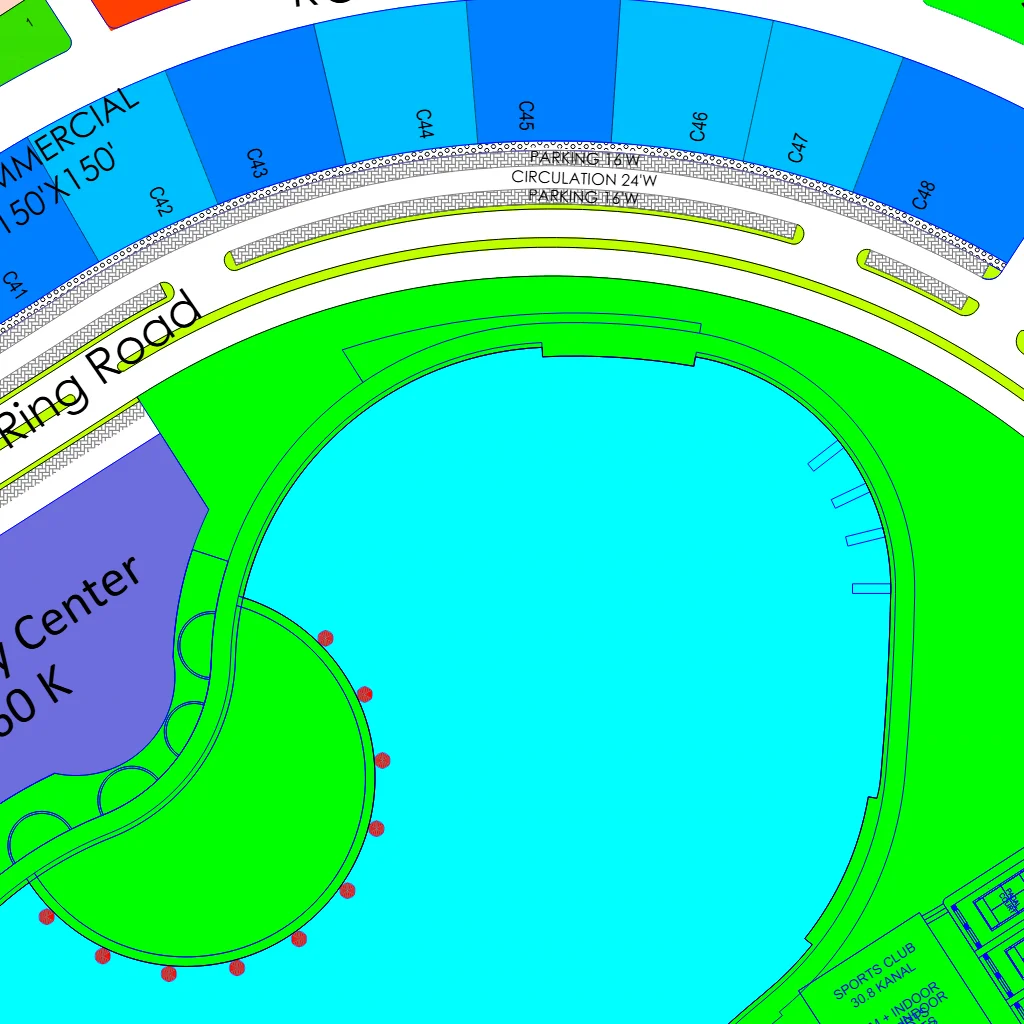 1
MMERCIAL
150'X150'
C41
C42
C43
C44
C45
C46
C47
C48
PARKING 16'W
CIRCULATION 24'W
PARKING 16'W
Ring Road
y Center
60 K
SPORTS CLUB
30.8 KANAL
M + INDOOR